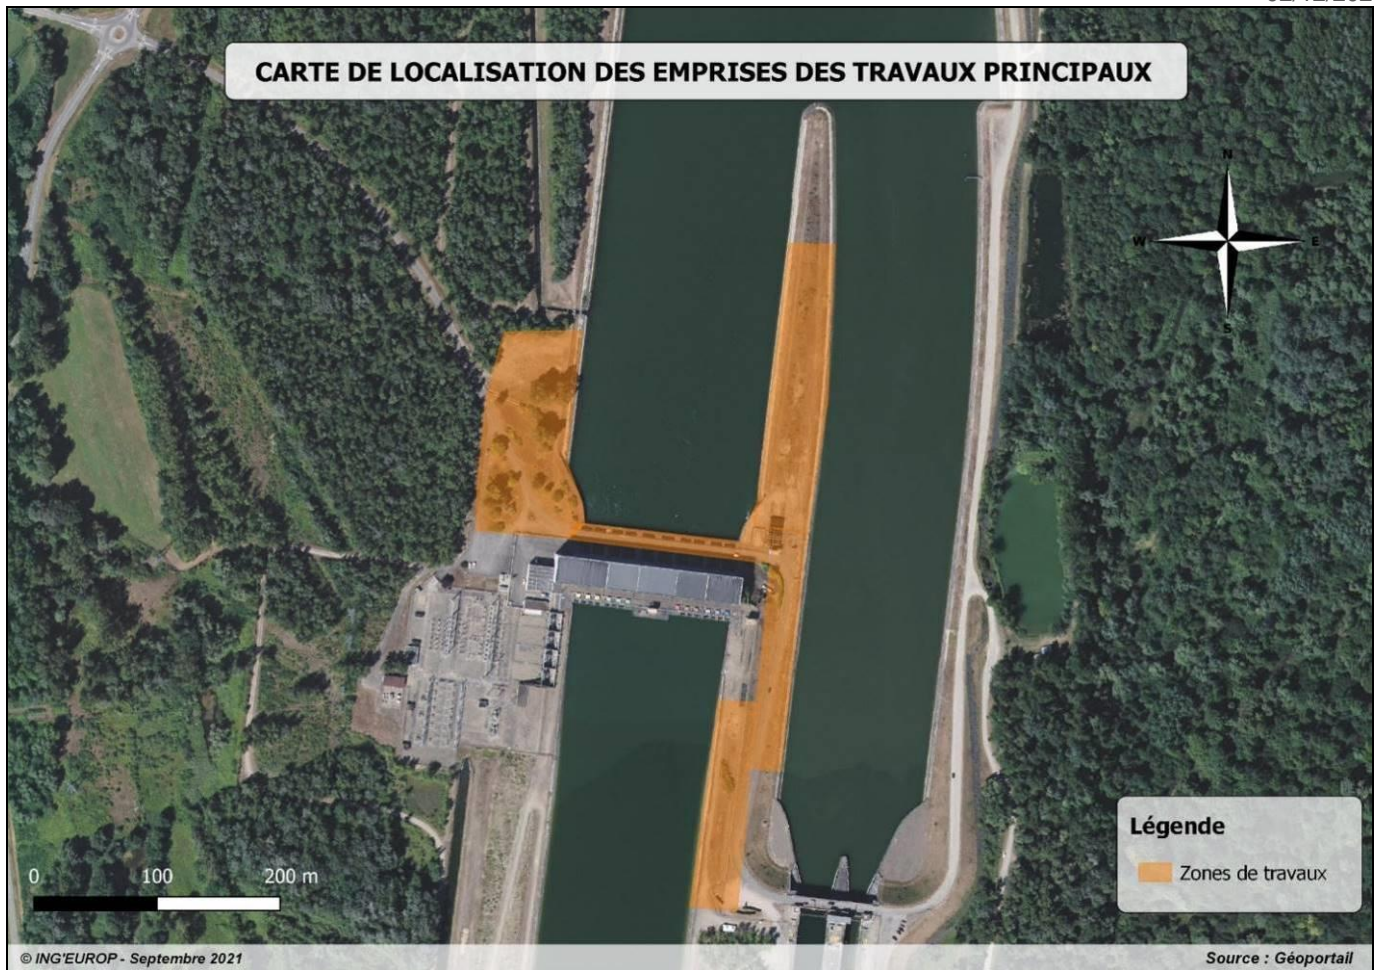 CARTE DE LOCALISATION DES EMPRISES DES TRAVAUX PRINCIPAUX
N
W E
S
Légende
Zones de travaux
0 100 200 m
© ING'EUROP - Septembre 2021
Source : Géoportail